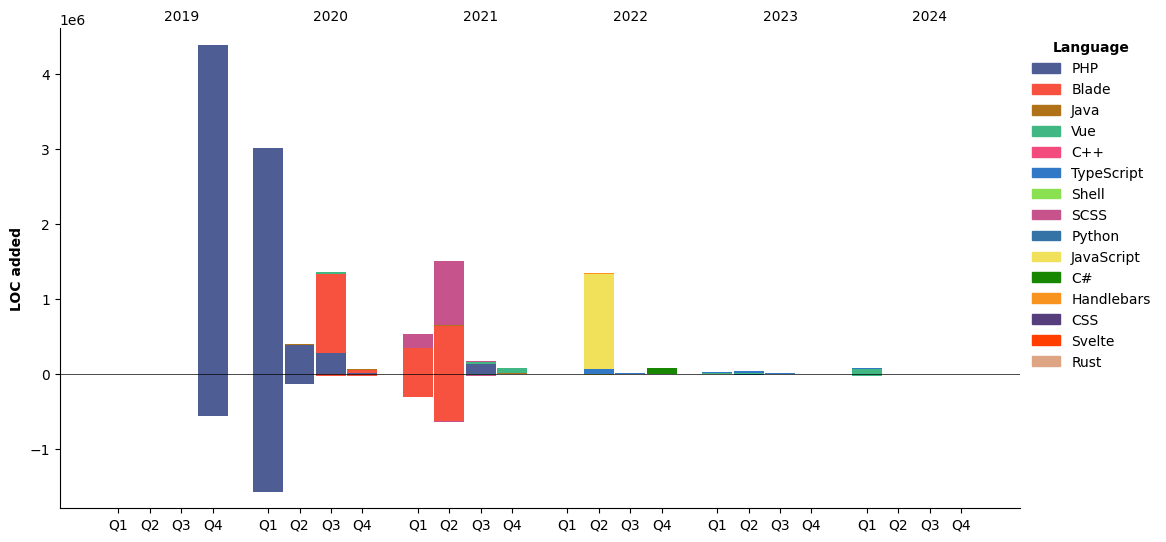 1e6
2019 2020 2021 2022 2023 2024
4
3
2
1
0
−1
LOC added
Q1 Q2 Q3 Q4 Q1 Q2 Q3 Q4 Q1 Q2 Q3 Q4 Q1 Q2 Q3 Q4 Q1 Q2 Q3 Q4 Q1 Q2 Q3 Q4
Language
PHP
Blade
Java
Vue
C++
TypeScript
Shell
SCSS
Python
JavaScript
C#
Handlebars
CSS
Svelte
Rust